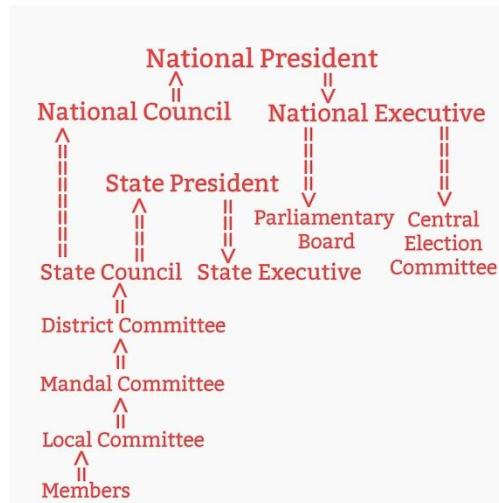 National President
National Council
National Executive
State President
Parliamentary
Board
Central
Election
Committee
State Council
State Executive
District Committee
Mandal Committee
Local Committee
Members